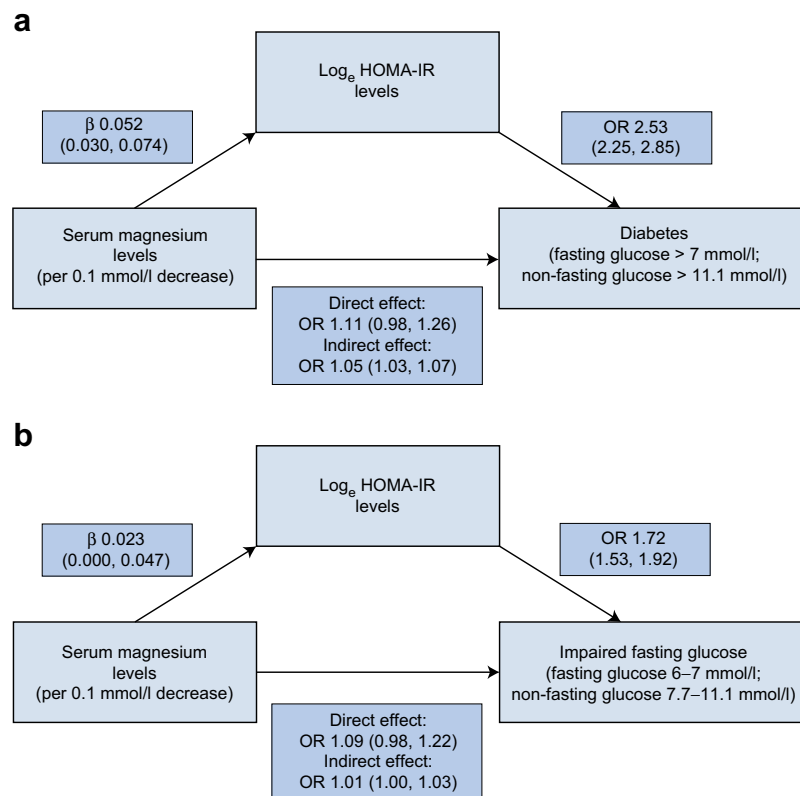 a
Logₑ HOMA-IR
levels
β 0.052
(0.030, 0.074)
OR 2.53
(2.25, 2.85)
Serum magnesium
levels
(per 0.1 mmol/l decrease)
Diabetes
(fasting glucose > 7 mmol/l;
non-fasting glucose > 11.1 mmol/l)
Direct effect:
OR 1.11 (0.98, 1.26)
Indirect effect:
OR 1.05 (1.03, 1.07)
b
Logₑ HOMA-IR
levels
β 0.023
(0.000, 0.047)
OR 1.72
(1.53, 1.92)
Serum magnesium
levels
(per 0.1 mmol/l decrease)
Impaired fasting glucose
(fasting glucose 6–7 mmol/l;
non-fasting glucose 7.7–11.1 mmol/l)
Direct effect:
OR 1.09 (0.98, 1.22)
Indirect effect:
OR 1.01 (1.00, 1.03)